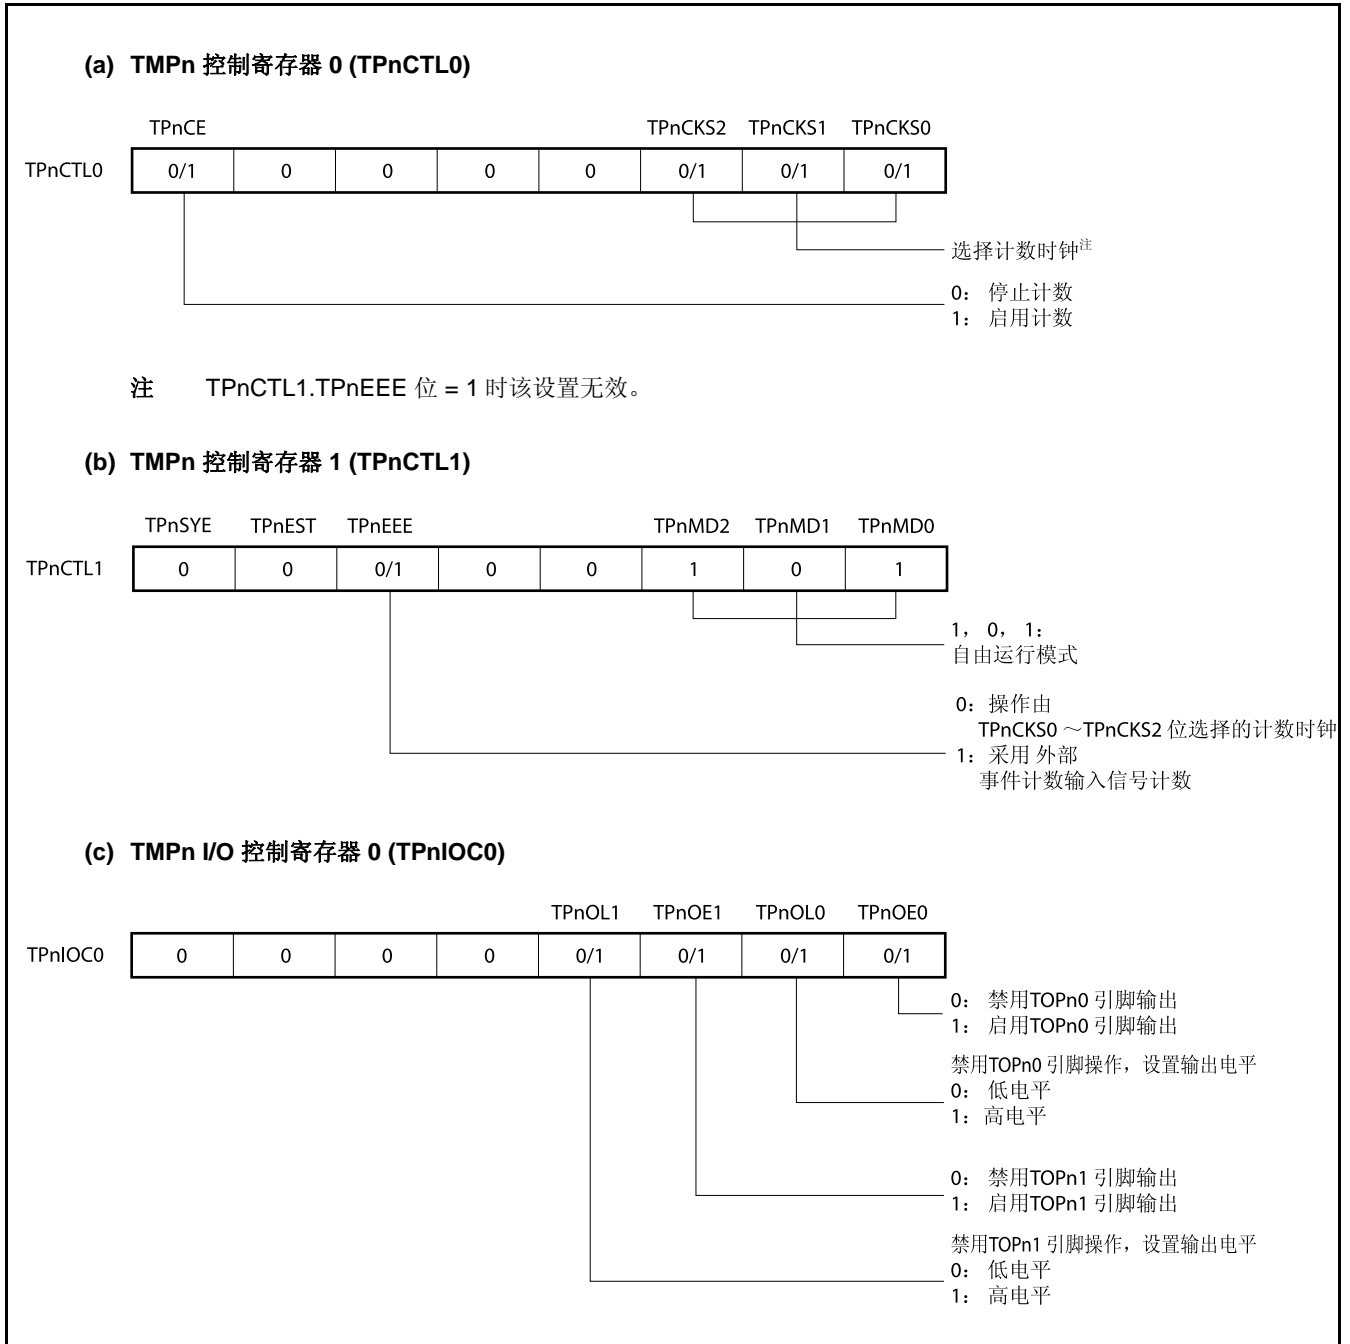 (a) TMPn 控制寄存器 0 (TPnCTL0)
TPnCE TPnCKS2 TPnCKS1 TPnCKS0
TPnCTL0 0/1 0 0 0 0 0/1 0/1 0/1
选择计数时钟注
0： 停止计数
1： 启用计数
注 TPnCTL1.TPnEEE 位 = 1 时该设置无效。
(b) TMPn 控制寄存器 1 (TPnCTL1)
TPnSYE TPnEST TPnEEE TPnMD2 TPnMD1 TPnMD0
TPnCTL1 0 0 0/1 0 0 1 0 1
1， 0， 1：
自由运行模式
0：操作由
TPnCKS0 ～TPnCKS2 位选择的计数时钟
1：采用 外部
事件计数输入信号计数
(c) TMPn I/O 控制寄存器 0 (TPnIOC0)
TPnOL1 TPnOE1 TPnOL0 TPnOE0
TPnIOC0 0 0 0 0 0/1 0/1 0/1 0/1
0： 禁用TOPn0 引脚输出
1： 启用TOPn0 引脚输出
禁用TOPn0 引脚操作，设置输出电平
0： 低电平
1：高电平
0： 禁用TOPn1 引脚输出
1： 启用TOPn1 引脚输出
禁用TOPn1 引脚操作，设置输出电平
0： 低电平
1： 高电平